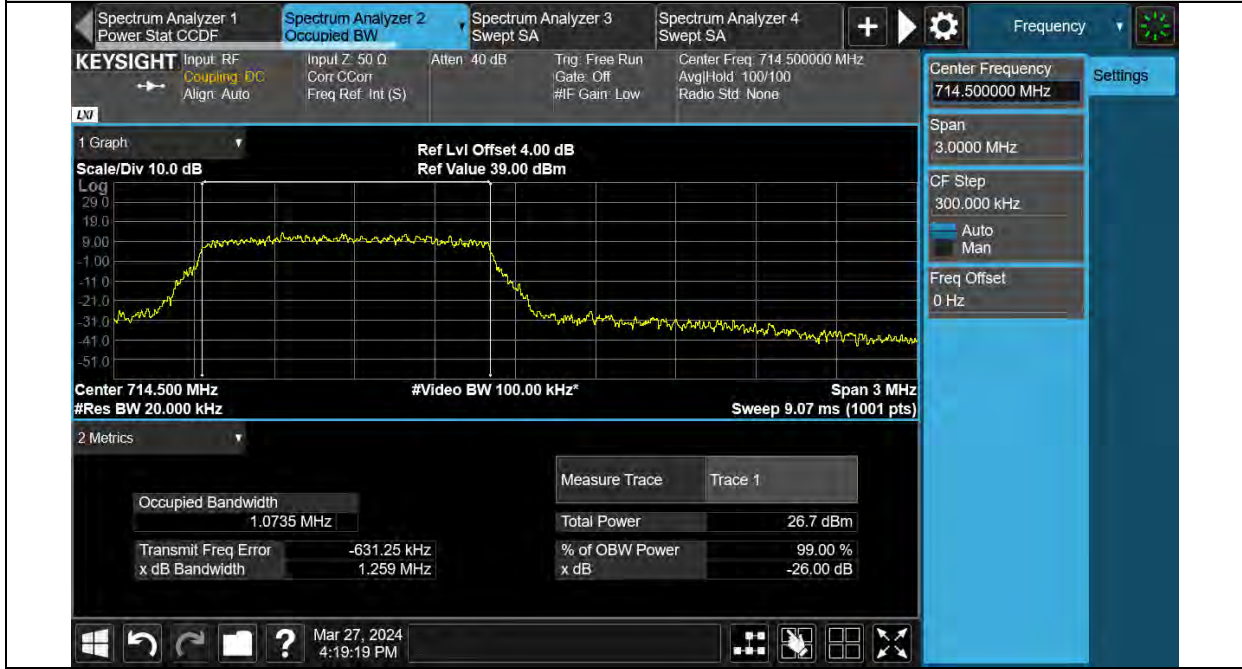 Spectrum Analyzer 1
Power Stat CCDF
Spectrum Analyzer 2
Occupied BW
Spectrum Analyzer 3
Swept SA
Spectrum Analyzer 4
Swept SA
Frequency
KEYSIGHT
LXI
Input: RF
Coupling: DC
Align: Auto
Input Z: 50 Ω
Corr CCorr
Freq Ref: Int (S)
Atten: 40 dB
Trig: Free Run
Gate: Off
#IF Gain: Low
Center Freq: 714.500000 MHz
Avg|Hold: 100/100
Radio Std: None
Center Frequency
714.500000 MHz
Settings
Span
3.0000 MHz
CF Step
300.000 kHz
Auto
Man
Freq Offset
0 Hz
1 Graph
Scale/Div 10.0 dB
Ref Lvl Offset 4.00 dB
Ref Value 39.00 dBm
Log
29.0
19.0
9.00
-1.00
-11.0
-21.0
-31.0
-41.0
-51.0
Center 714.500 MHz
#Video BW 100.00 kHz*
Span 3 MHz
#Res BW 20.000 kHz
Sweep 9.07 ms (1001 pts)
2 Metrics
Measure Trace
Trace 1
Occupied Bandwidth
1.0735 MHz
Total Power
26.7 dBm
Transmit Freq Error
-631.25 kHz
% of OBW Power
99.00 %
x dB Bandwidth
1.259 MHz
x dB
-26.00 dB
?
Mar 27, 2024
4:19:19 PM